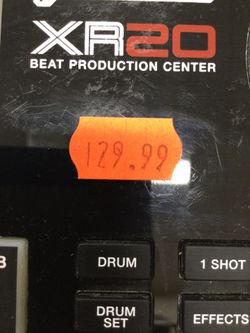 XR20
BEAT PRODUCTION CENTER
129.99
B
DRUM
1 SHOT
DRUM
SET
EFFECTS